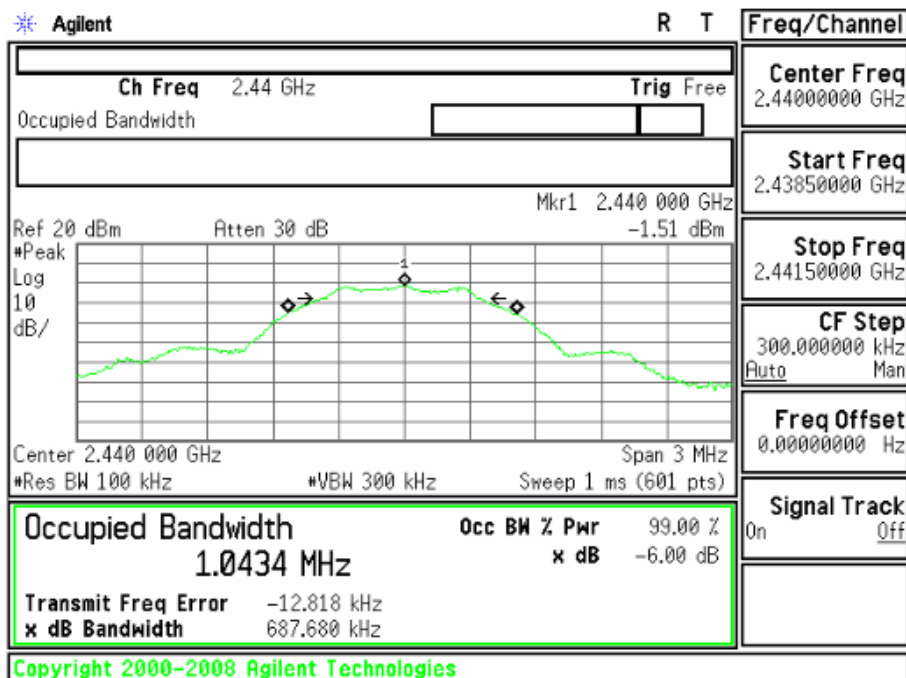 Agilent R T
Freq/Channel
Ch Freq 2.44 GHz Trig Free
Occupied Bandwidth
Mkr1 2.440 000 GHz
Ref 20 dBm Atten 30 dB -1.51 dBm
#Peak
Log
10
dB/
1
Center 2.440 000 GHz Span 3 MHz
#Res BW 100 kHz #VBW 300 kHz Sweep 1 ms (601 pts)
Occupied Bandwidth Occ BW % Pwr 99.00 %
1.0434 MHz x dB -6.00 dB
Transmit Freq Error -12.818 kHz
x dB Bandwidth 687.680 kHz
Copyright 2000-2008 Agilent Technologies
Center Freq
2.44000000 GHz
Start Freq
2.43850000 GHz
Stop Freq
2.44150000 GHz
CF Step
300.000000 kHz
Auto Man
Freq Offset
0.00000000 Hz
Signal Track
On Off